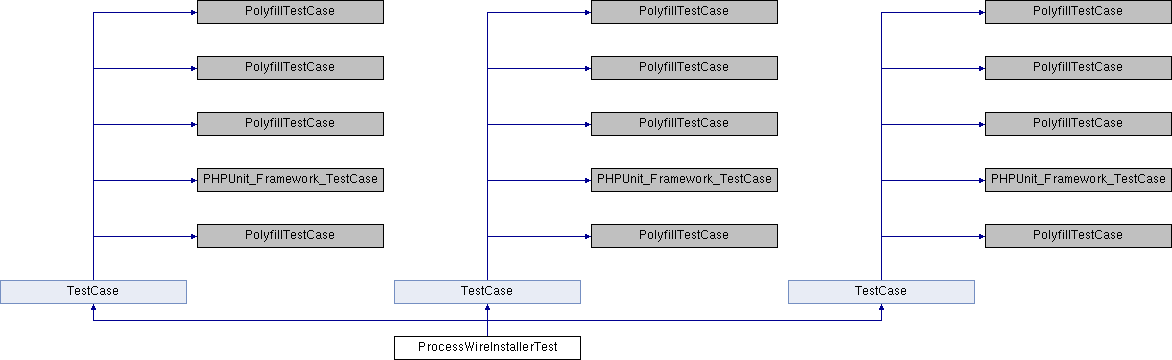 PolyfillTestCase PolyfillTestCase PolyfillTestCase
PolyfillTestCase PolyfillTestCase PolyfillTestCase
PolyfillTestCase PolyfillTestCase PolyfillTestCase
PHPUnit_Framework_TestCase PHPUnit_Framework_TestCase PHPUnit_Framework_TestCase
PolyfillTestCase PolyfillTestCase PolyfillTestCase
TestCase TestCase TestCase
ProcessWireInstallerTest